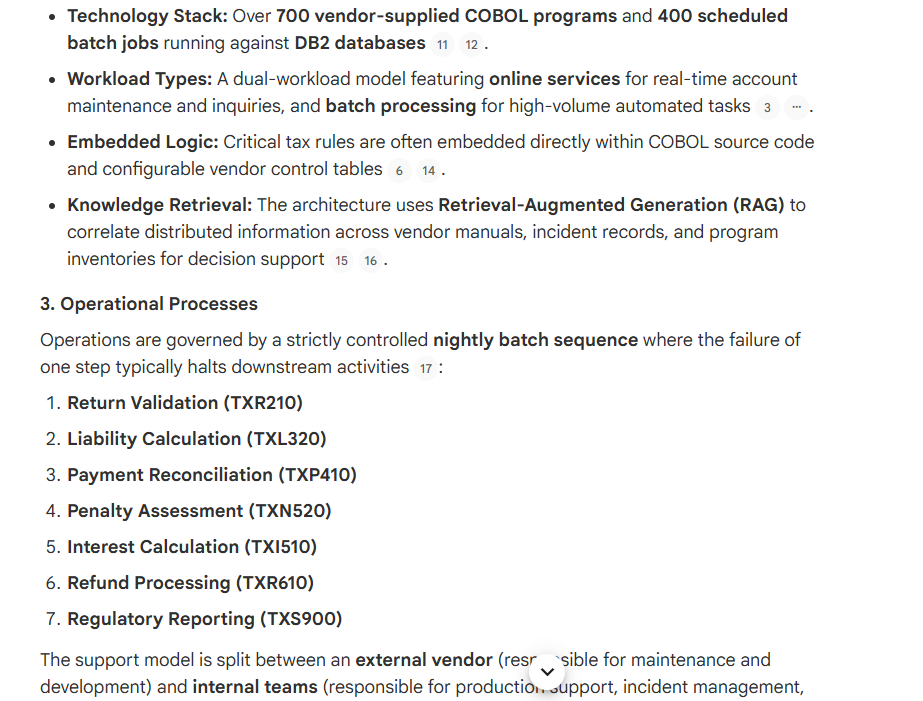 • Technology Stack: Over 700 vendor-supplied COBOL programs and 400 scheduled
batch jobs running against DB2 databases 11 12 .
• Workload Types: A dual-workload model featuring online services for real-time account
maintenance and inquiries, and batch processing for high-volume automated tasks 3 ... .
• Embedded Logic: Critical tax rules are often embedded directly within COBOL source code
and configurable vendor control tables 6 14 .
• Knowledge Retrieval: The architecture uses Retrieval-Augmented Generation (RAG) to
correlate distributed information across vendor manuals, incident records, and program
inventories for decision support 15 16 .
3. Operational Processes
Operations are governed by a strictly controlled nightly batch sequence where the failure of
one step typically halts downstream activities 17 :
1. Return Validation (TXR210)
2. Liability Calculation (TXL320)
3. Payment Reconciliation (TXP410)
4. Penalty Assessment (TXN520)
5. Interest Calculation (TXI510)
6. Refund Processing (TXR610)
7. Regulatory Reporting (TXS900)
The support model is split between an external vendor (responsible for maintenance and
development) and internal teams (responsible for production support, incident management,